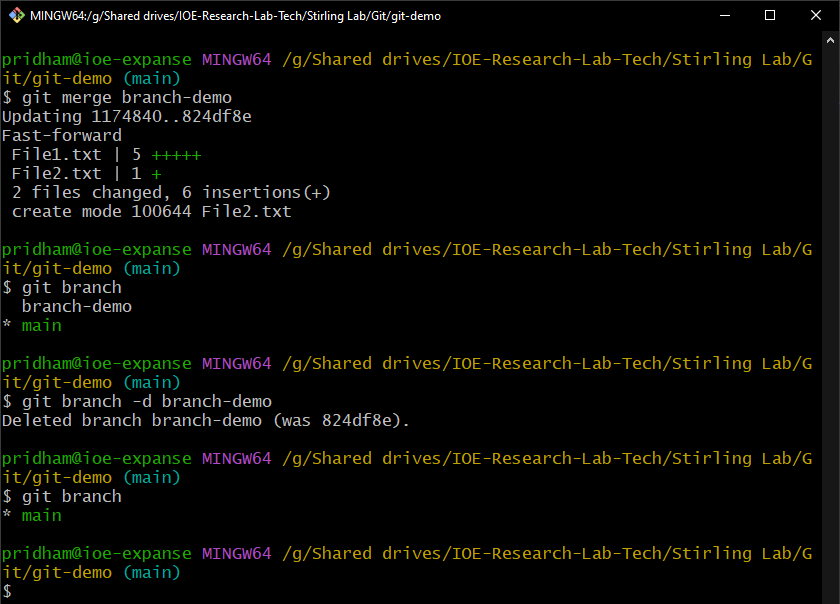 MINGW64:/g/Shared drives/IOE-Research-Lab-Tech/Stirling Lab/Git/git-demo
pridham@ioe-expanse MINGW64 /g/Shared drives/IOE-Research-Lab-Tech/Stirling Lab/G
it/git-demo (main)
$ git merge branch-demo
Updating 1174840..824df8e
Fast-forward
 File1.txt | 5 +++++
 File2.txt | 1 +
 2 files changed, 6 insertions(+)
 create mode 100644 File2.txt
pridham@ioe-expanse MINGW64 /g/Shared drives/IOE-Research-Lab-Tech/Stirling Lab/G
it/git-demo (main)
$ git branch
  branch-demo
* main
pridham@ioe-expanse MINGW64 /g/Shared drives/IOE-Research-Lab-Tech/Stirling Lab/G
it/git-demo (main)
$ git branch -d branch-demo
Deleted branch branch-demo (was 824df8e).
pridham@ioe-expanse MINGW64 /g/Shared drives/IOE-Research-Lab-Tech/Stirling Lab/G
it/git-demo (main)
$ git branch
* main
pridham@ioe-expanse MINGW64 /g/Shared drives/IOE-Research-Lab-Tech/Stirling Lab/G
it/git-demo (main)
$